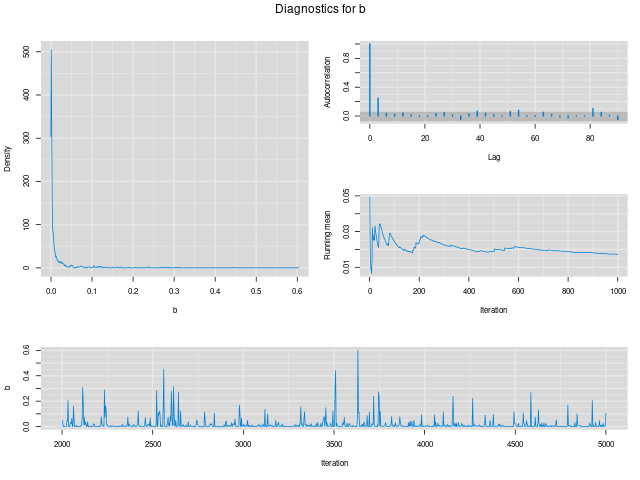 Diagnostics for b
Density
0 100 200 300 400 500
0.0 0.1 0.2 0.3 0.4 0.5 0.6
b
Autocorrelation
0.0 0.4 0.8
0 20 40 60 80
Lag
Running mean
0.01 0.03 0.05
0 200 400 600 800 1000
Iteration
b
0.0 0.2 0.4 0.6
2000 2500 3000 3500 4000 4500 5000
Iteration